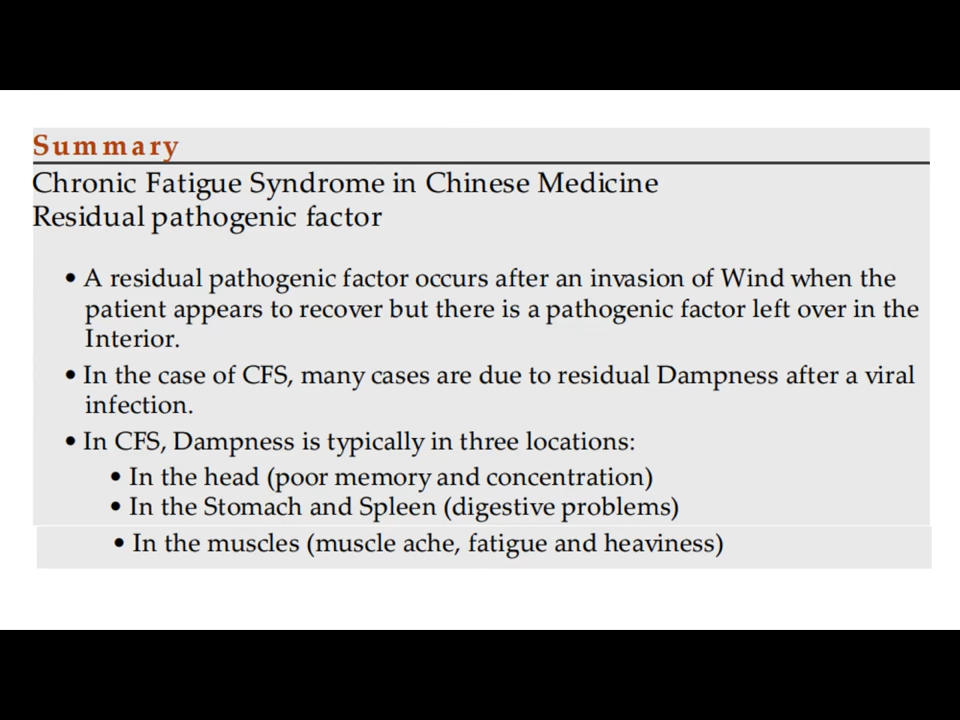 Summary
Chronic Fatigue Syndrome in Chinese Medicine
Residual pathogenic factor
• A residual pathogenic factor occurs after an invasion of Wind when the
patient appears to recover but there is a pathogenic factor left over in the
Interior.
• In the case of CFS, many cases are due to residual Dampness after a viral
infection.
• In CFS, Dampness is typically in three locations:
• In the head (poor memory and concentration)
• In the Stomach and Spleen (digestive problems)
• In the muscles (muscle ache, fatigue and heaviness)